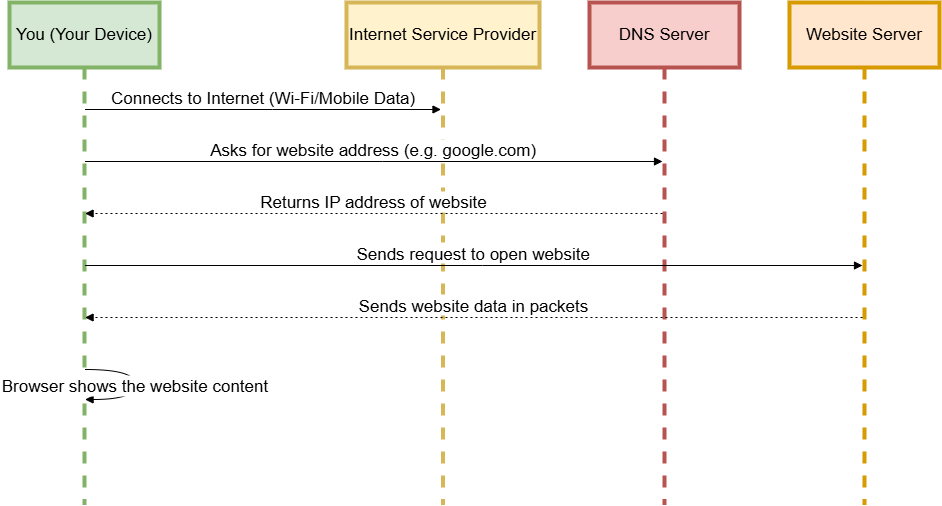 You (Your Device)
Internet Service Provider
DNS Server
Website Server
Connects to Internet (Wi-Fi/Mobile Data)
Asks for website address (e.g. google.com)
Returns IP address of website
Sends request to open website
Sends website data in packets
Browser shows the website content